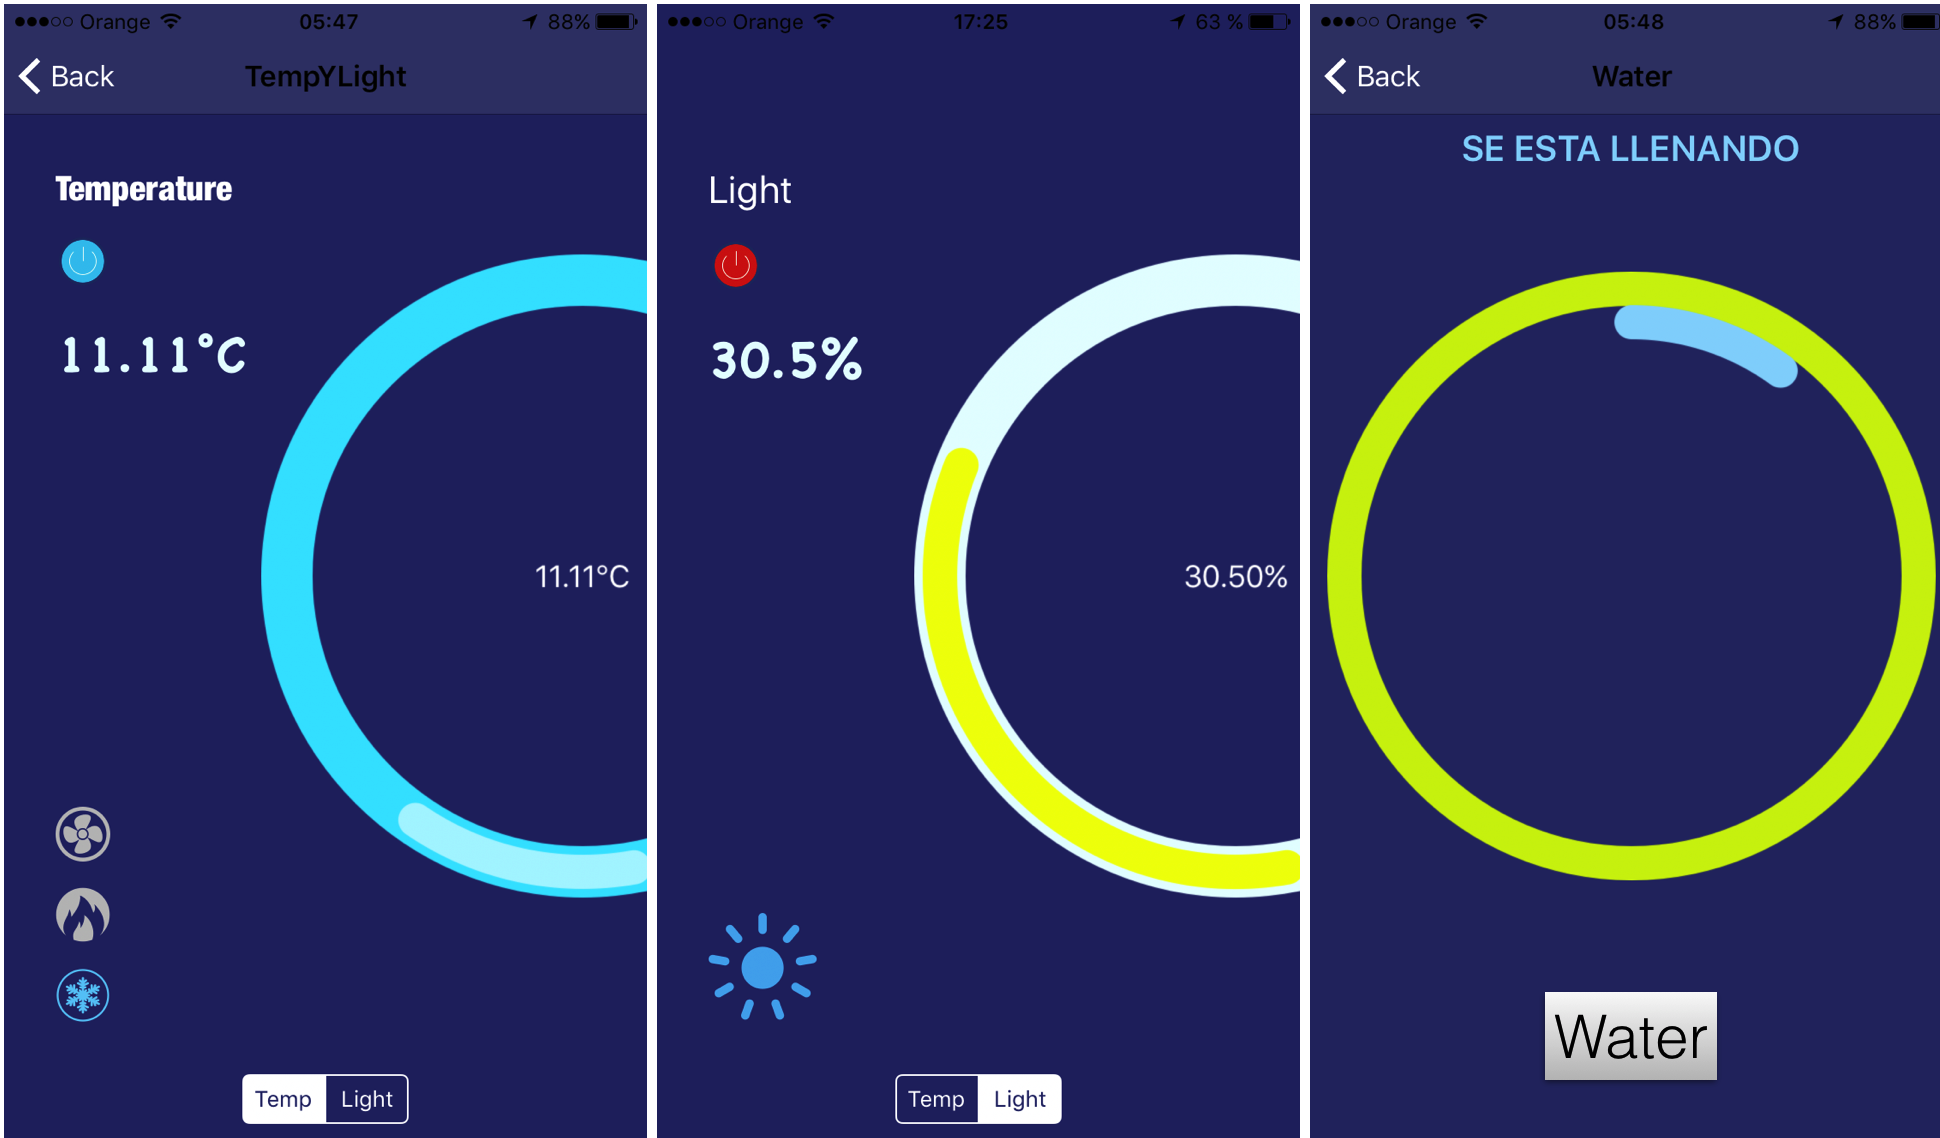 Orange 05:47 88%
Back TempYLight
Temperature
11.11°C
11.11°C
Temp Light
Orange 17:25 63 %
Light
30.5%
30.50%
Temp Light
Orange 05:48 88%
Back Water
SE ESTA LLENANDO
Water